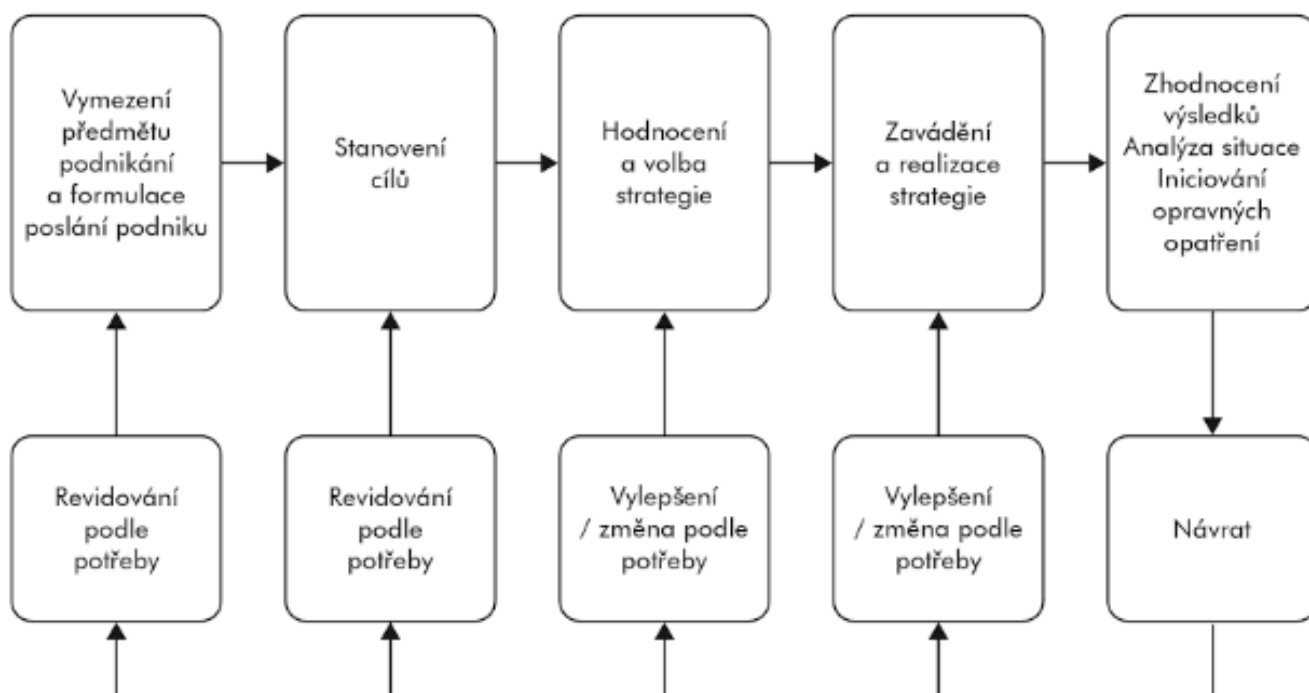 Vymezení
předmětu
podnikání
a formulace
poslání podniku
Stanovení
cílů
Hodnocení
a volba
strategie
Zavádění
a realizace
strategie
Zhodnocení
výsledků
Analýza situace
Iniciování
opravných
opatření
Revidování
podle
potřeby
Revidování
podle
potřeby
Vylepšení
/ změna podle
potřeby
Vylepšení
/ změna podle
potřeby
Návrat